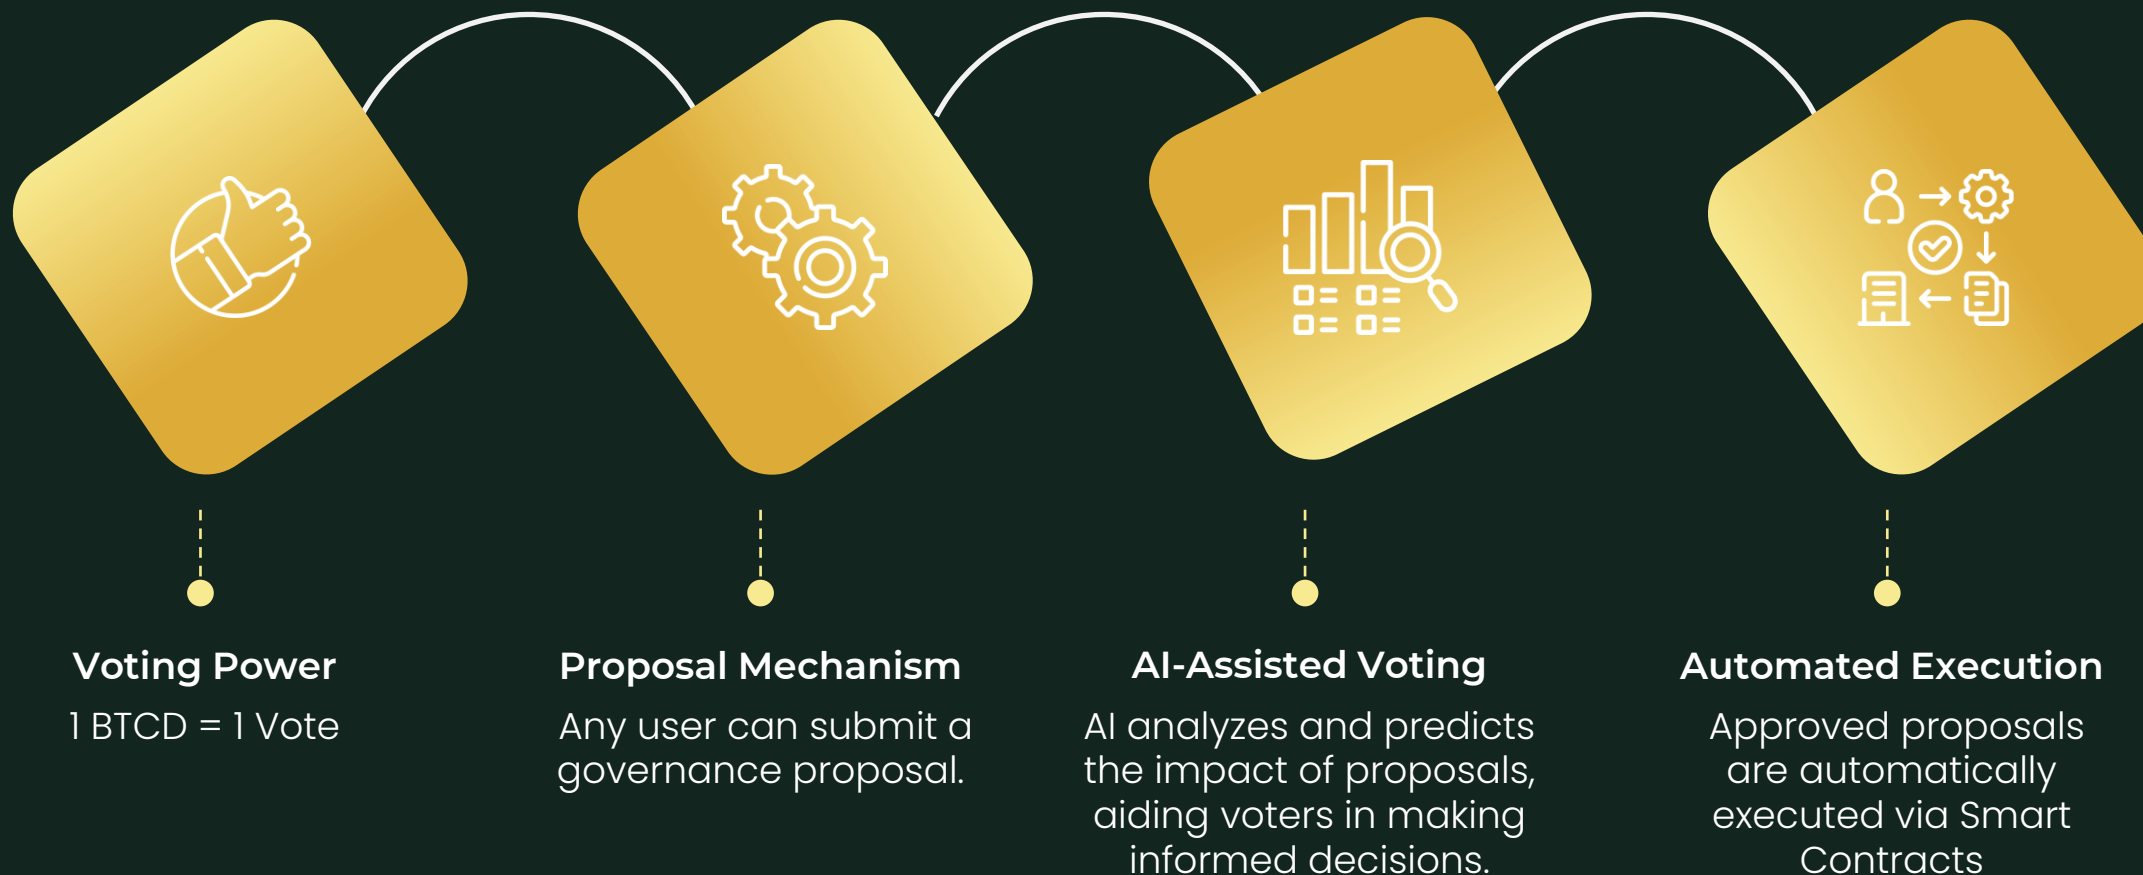 Voting Power
1 BTCD = 1 Vote
Proposal Mechanism
Any user can submit a
governance proposal.
AI-Assisted Voting
AI analyzes and predicts
the impact of proposals,
aiding voters in making
informed decisions.
Automated Execution
Approved proposals
are automatically
executed via Smart
Contracts